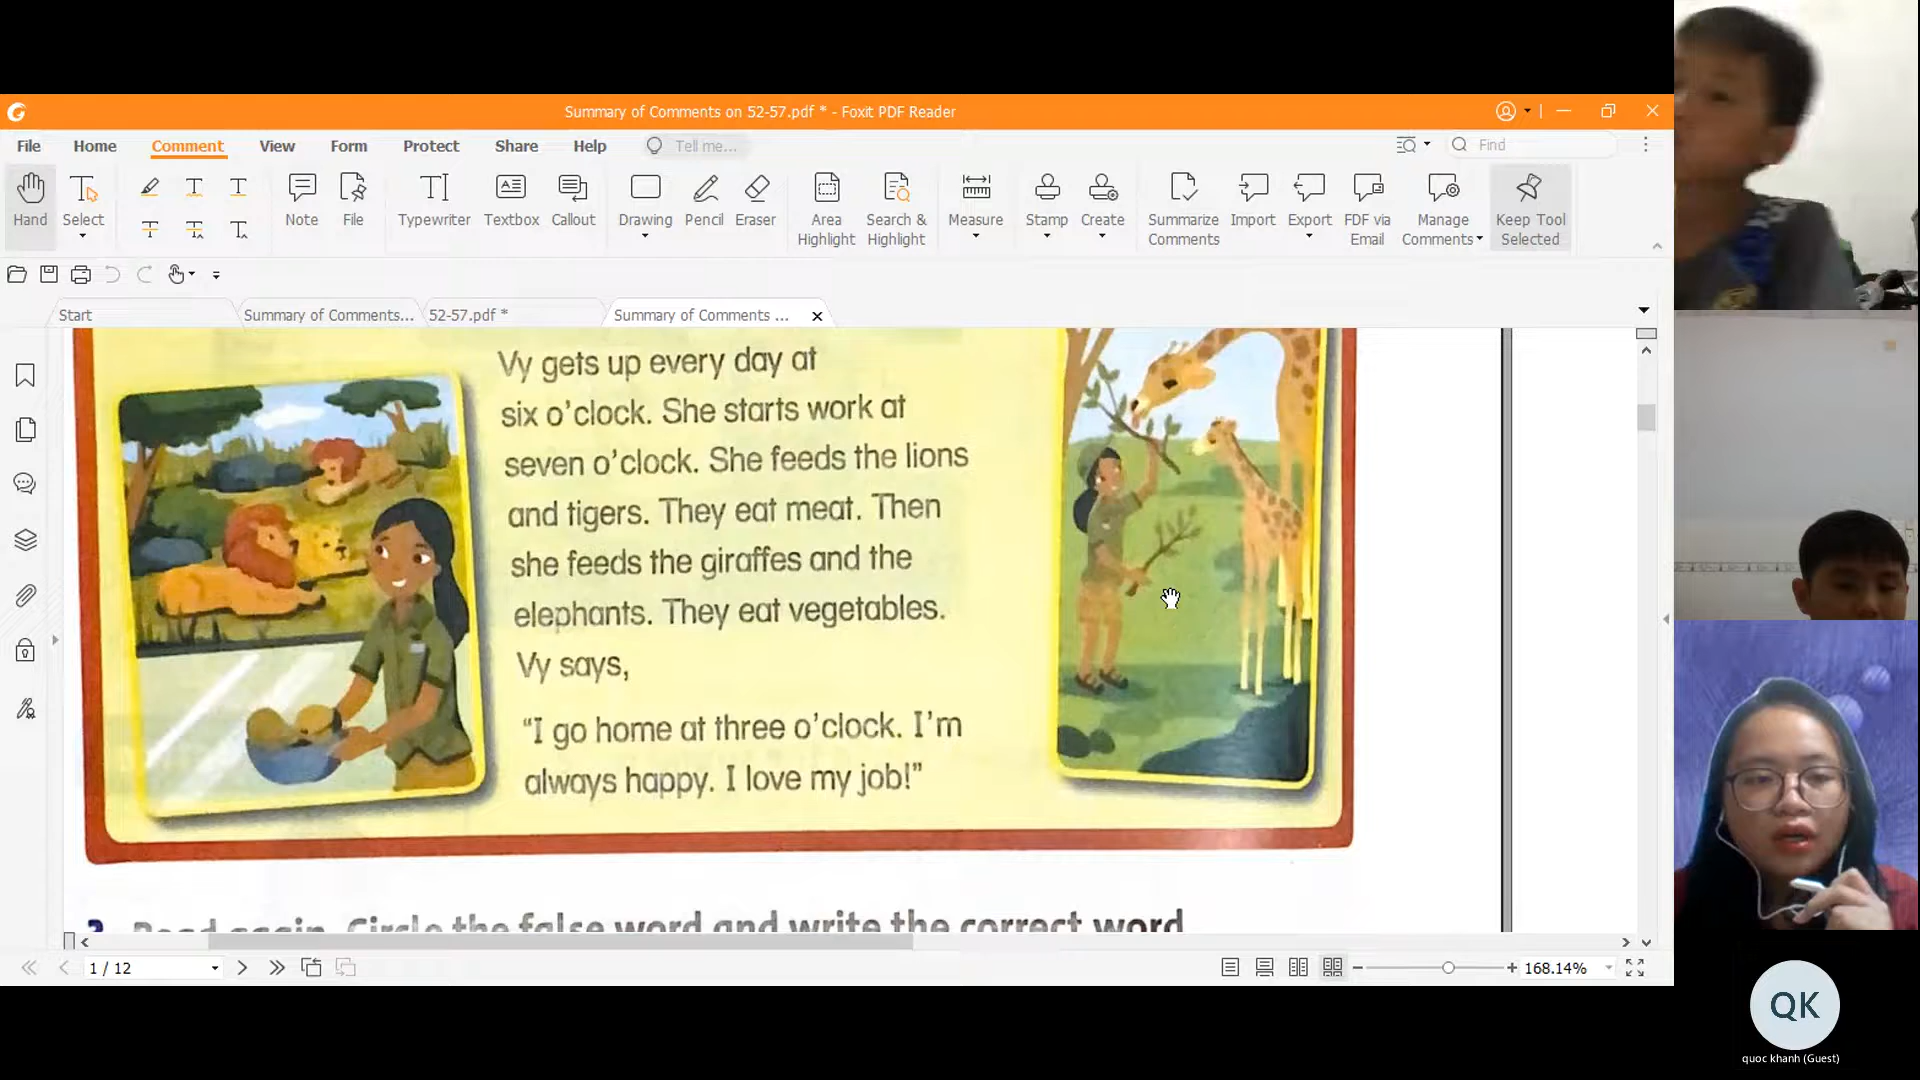 Summary of Comments on 52-57.pdf * - Foxit PDF Reader
File Home Comment View Form Protect Share Help Tell me... Find
Hand Select Note File Typewriter Textbox Callout Drawing Pencil Eraser Area Highlight Search & Highlight Measure Stamp Create Summarize Comments Import Export FDF via Email Manage Comments Keep Tool Selected
Start Summary of Comments... 52-57.pdf * Summary of Comments ...
Vy gets up every day at
six o'clock. She starts work at
seven o'clock. She feeds the lions
and tigers. They eat meat. Then
she feeds the giraffes and the
elephants. They eat vegetables.
Vy says,
“I go home at three o'clock. I'm
always happy. I love my job!”
Read again. Circle the false word and write the correct word
1 / 12
168.14%
QK
quoc khanh (Guest)